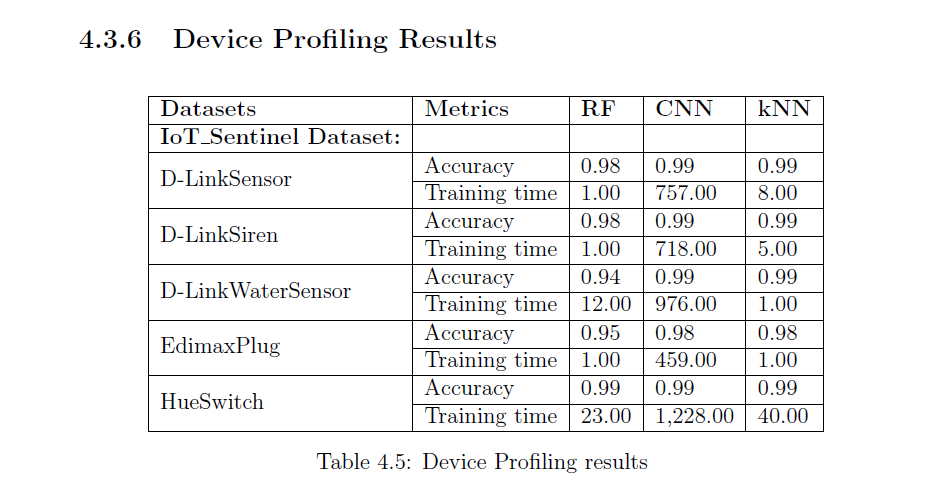 4.3.6 Device Profiling Results
Datasets Metrics RF CNN kNN
IoT_Sentinel Dataset:
D-LinkSensor Accuracy 0.98 0.99 0.99
Training time 1.00 757.00 8.00
D-LinkSiren Accuracy 0.98 0.99 0.99
Training time 1.00 718.00 5.00
D-LinkWaterSensor Accuracy 0.94 0.99 0.99
Training time 12.00 976.00 1.00
EdimaxPlug Accuracy 0.95 0.98 0.98
Training time 1.00 459.00 1.00
HueSwitch Accuracy 0.99 0.99 0.99
Training time 23.00 1,228.00 40.00
Table 4.5: Device Profiling results